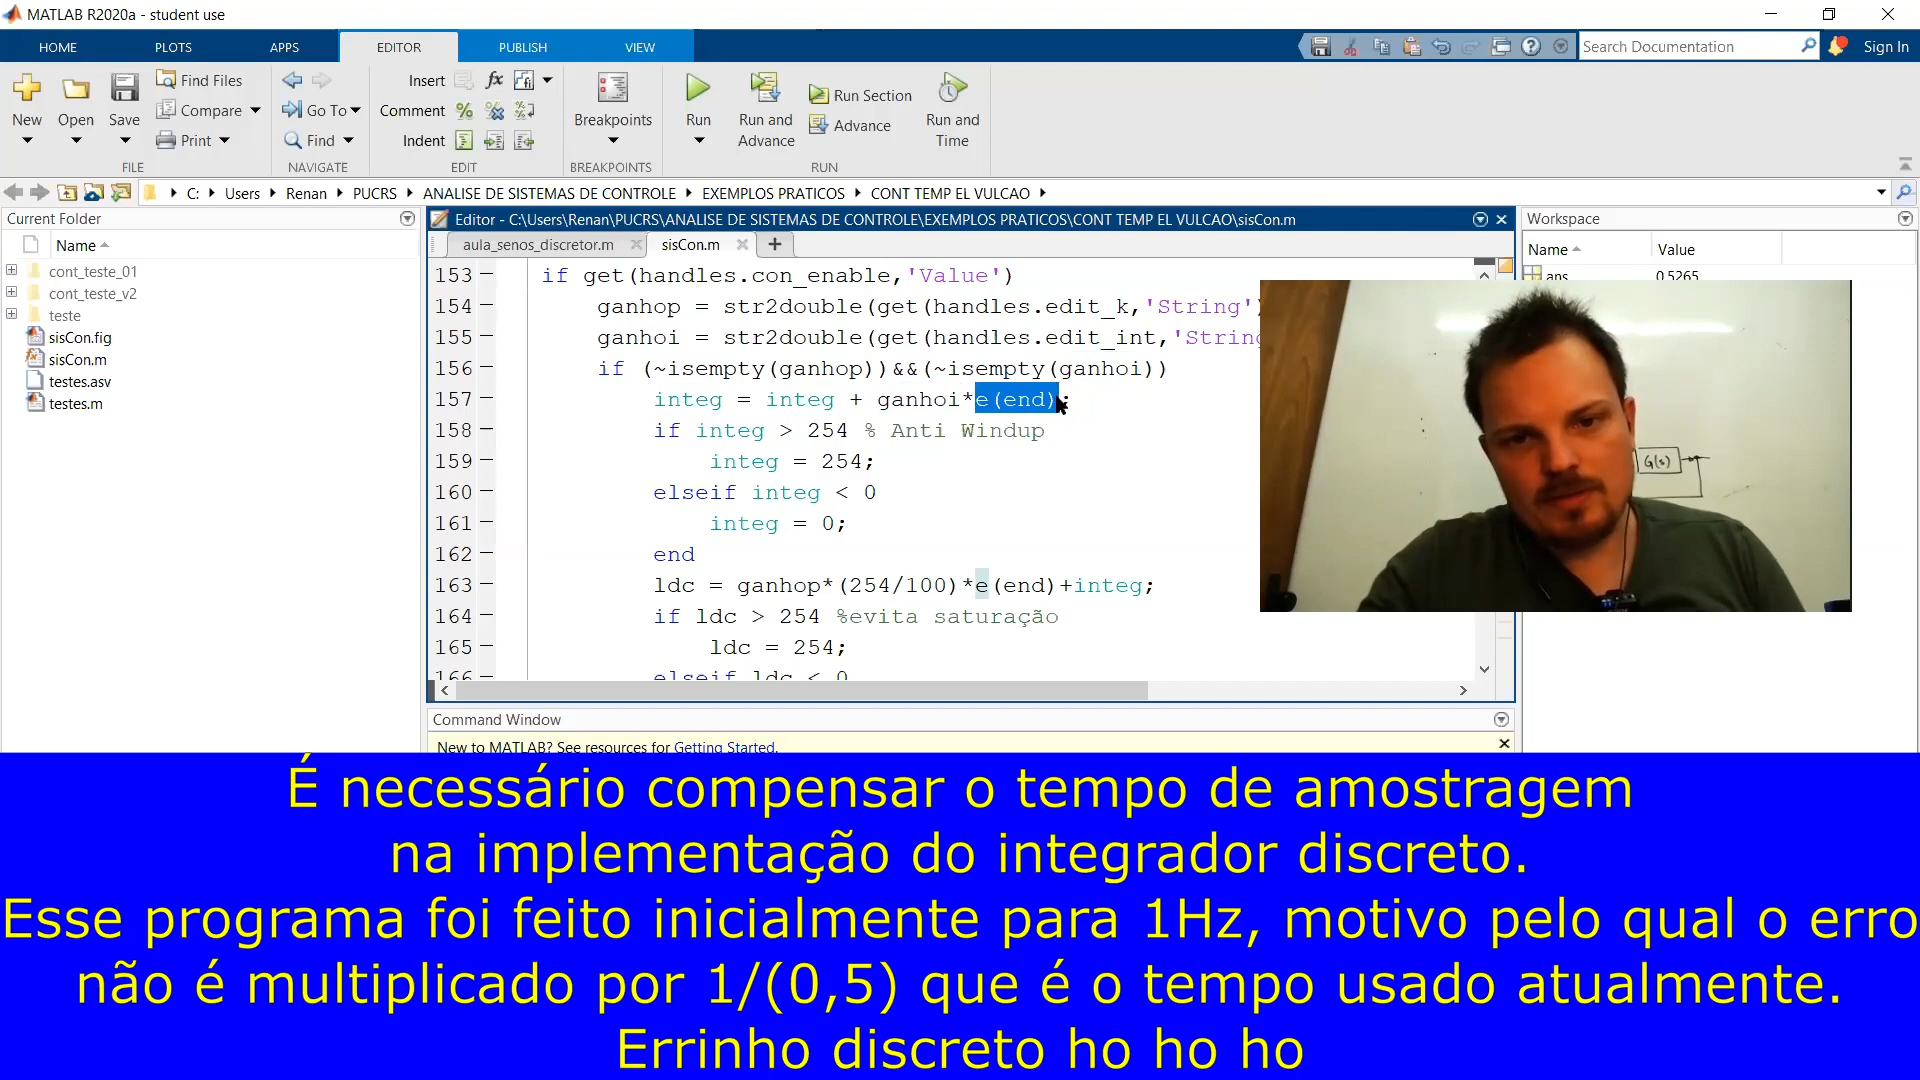 MATLAB R2020a - student use
HOME PLOTS APPS EDITOR PUBLISH VIEW
Search Documentation
Sign In
New Open Save
Find Files
Compare
Print
Go To
Find
Insert fx
Comment
Indent
Breakpoints
Run
Run and Advance
Run Section
Advance
Run and Time
FILE NAVIGATE EDIT BREAKPOINTS RUN
C: Users Renan PUCRS ANALISE DE SISTEMAS DE CONTROLE EXEMPLOS PRATICOS CONT TEMP EL VULCAO
Current Folder
Name
cont_teste_01
cont_teste_v2
teste
sisCon.fig
sisCon.m
testes.asv
testes.m
Editor - C:\Users\Renan\PUCRS\ANALISE DE SISTEMAS DE CONTROLE\EXEMPLOS PRATICOS\CONT TEMP EL VULCAO\sisCon.m
aula_senos_discretor.m sisCon.m
153 if get(handles.con_enable,'Value')
154 ganhop = str2double(get(handles.edit_k,'String')
155 ganhoi = str2double(get(handles.edit_int,'String
156 if (~isempty(ganhop))&&(~isempty(ganhoi))
157 integ = integ + ganhoi*e(end);
158 if integ > 254 % Anti Windup
159 integ = 254;
160 elseif integ < 0
161 integ = 0;
162 end
163 ldc = ganhop*(254/100)*e(end)+integ;
164 if ldc > 254 %evita saturação
165 ldc = 254;
166 elseif ldc < 0
Workspace
Name Value
ans 0.5265
G(s)
Command Window
New to MATLAB? See resources for Getting Started.
É necessário compensar o tempo de amostragem
na implementação do integrador discreto.
Esse programa foi feito inicialmente para 1Hz, motivo pelo qual o erro
não é multiplicado por 1/(0,5) que é o tempo usado atualmente.
Errinho discreto ho ho ho